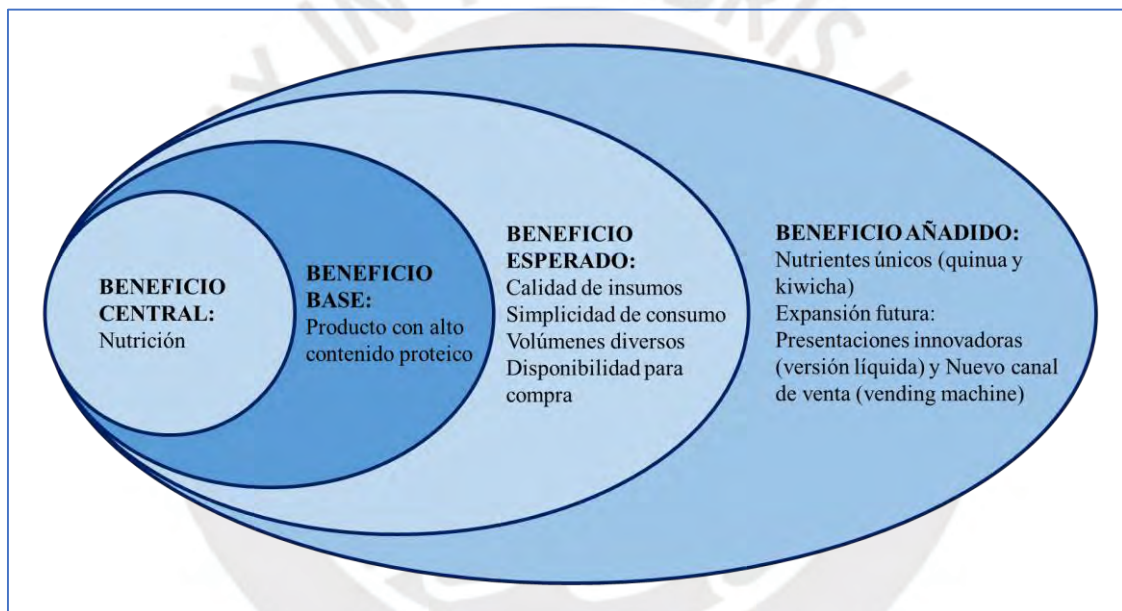 BENEFICIO
CENTRAL:
Nutrición
BENEFICIO
BASE:
Producto con alto
contenido proteico
BENEFICIO
ESPERADO:
Calidad de insumos
Simplicidad de consumo
Volúmenes diversos
Disponibilidad para
compra
BENEFICIO AÑADIDO:
Nutrientes únicos (quinua y
kiwicha)
Expansión futura:
Presentaciones innovadoras
(versión líquida) y Nuevo canal
de venta (vending machine)